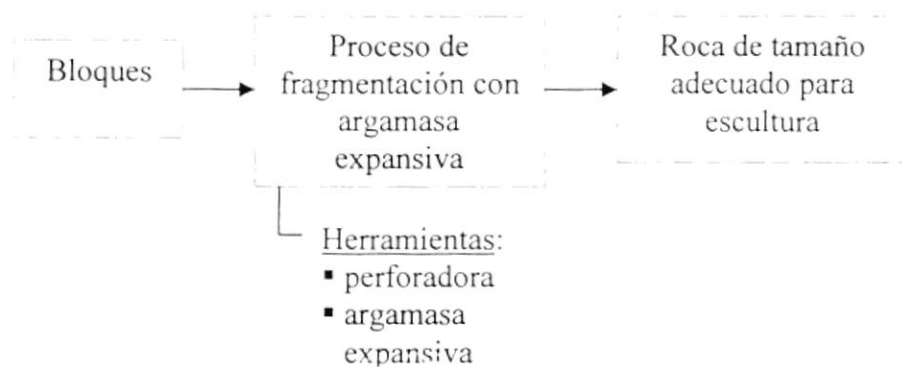 Bloques
Proceso de
fragmentación con
argamasa
expansiva
Roca de tamaño
adecuado para
escultura
Herramientas:
▪ perforadora
▪ argamasa
expansiva